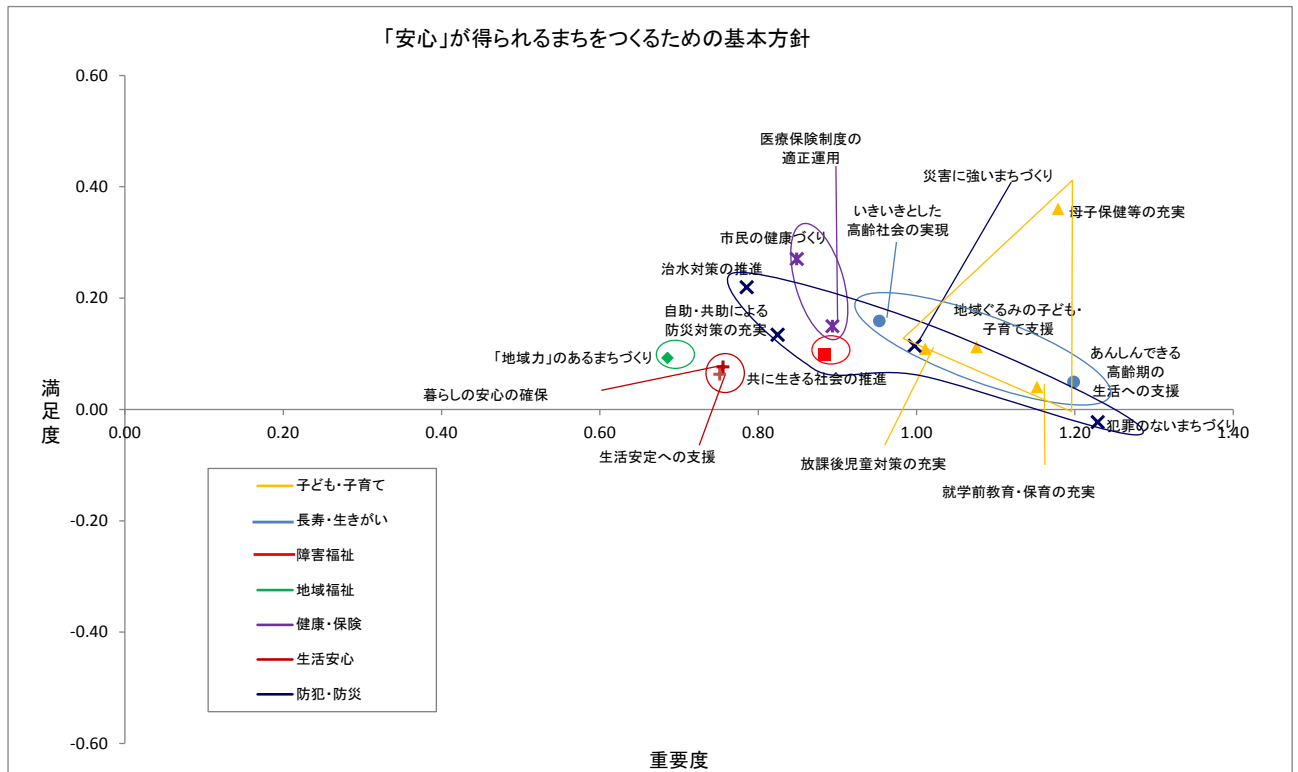 「安心」が得られるまちをつくるための基本方針
0.60
0.40
0.20
0.00
-0.20
-0.40
-0.60
満足度
医療保険制度の
適正運用
災害に強いまちづくり
いきいきとした
高齢社会の実現
母子保健等の充実
市民の健康づくり
治水対策の推進
自助・共助による
防災対策の充実
地域ぐるみの子ども・
子育て支援
「地域力」のあるまちづくり
あんしんできる
高齢期の
生活への支援
共に生きる社会の推進
暮らしの安心の確保
犯罪のないまちづくり
0.00
0.20
0.40
0.60
0.80
1.00
1.20
1.40
生活安定への支援
放課後児童対策の充実
就学前教育・保育の充実
子ども・子育て
長寿・生きがい
障害福祉
地域福祉
健康・保険
生活安心
防犯・防災
重要度